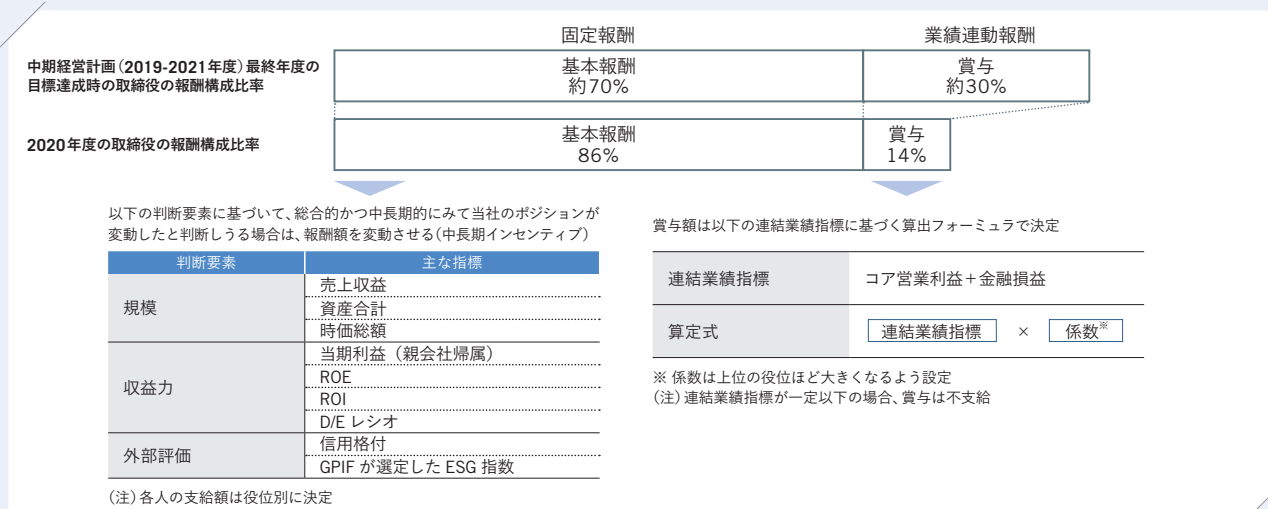 固定報酬
業績連動報酬
中期経営計画（2019-2021年度）最終年度の
目標達成時の取締役の報酬構成比率
基本報酬
約70%
賞与
約30%
2020年度の取締役の報酬構成比率
基本報酬
86%
賞与
14%
以下の判断要素に基づいて、総合的かつ中長期的にみて当社のポジションが
変動したと判断しうる場合は、報酬額を変動させる（中長期インセンティブ）
判断要素
主な指標
規模
売上収益
資産合計
時価総額
収益力
当期利益（親会社帰属）
ROE
ROI
D/E レシオ
外部評価
信用格付
GPIF が選定した ESG 指数
（注）各人の支給額は役位別に決定
賞与額は以下の連結業績指標に基づく算出フォーミュラで決定
連結業績指標
コア営業利益＋金融損益
算定式
連結業績指標 × 係数※
※ 係数は上位の役位ほど大きくなるよう設定
（注）連結業績指標が一定以下の場合、賞与は不支給